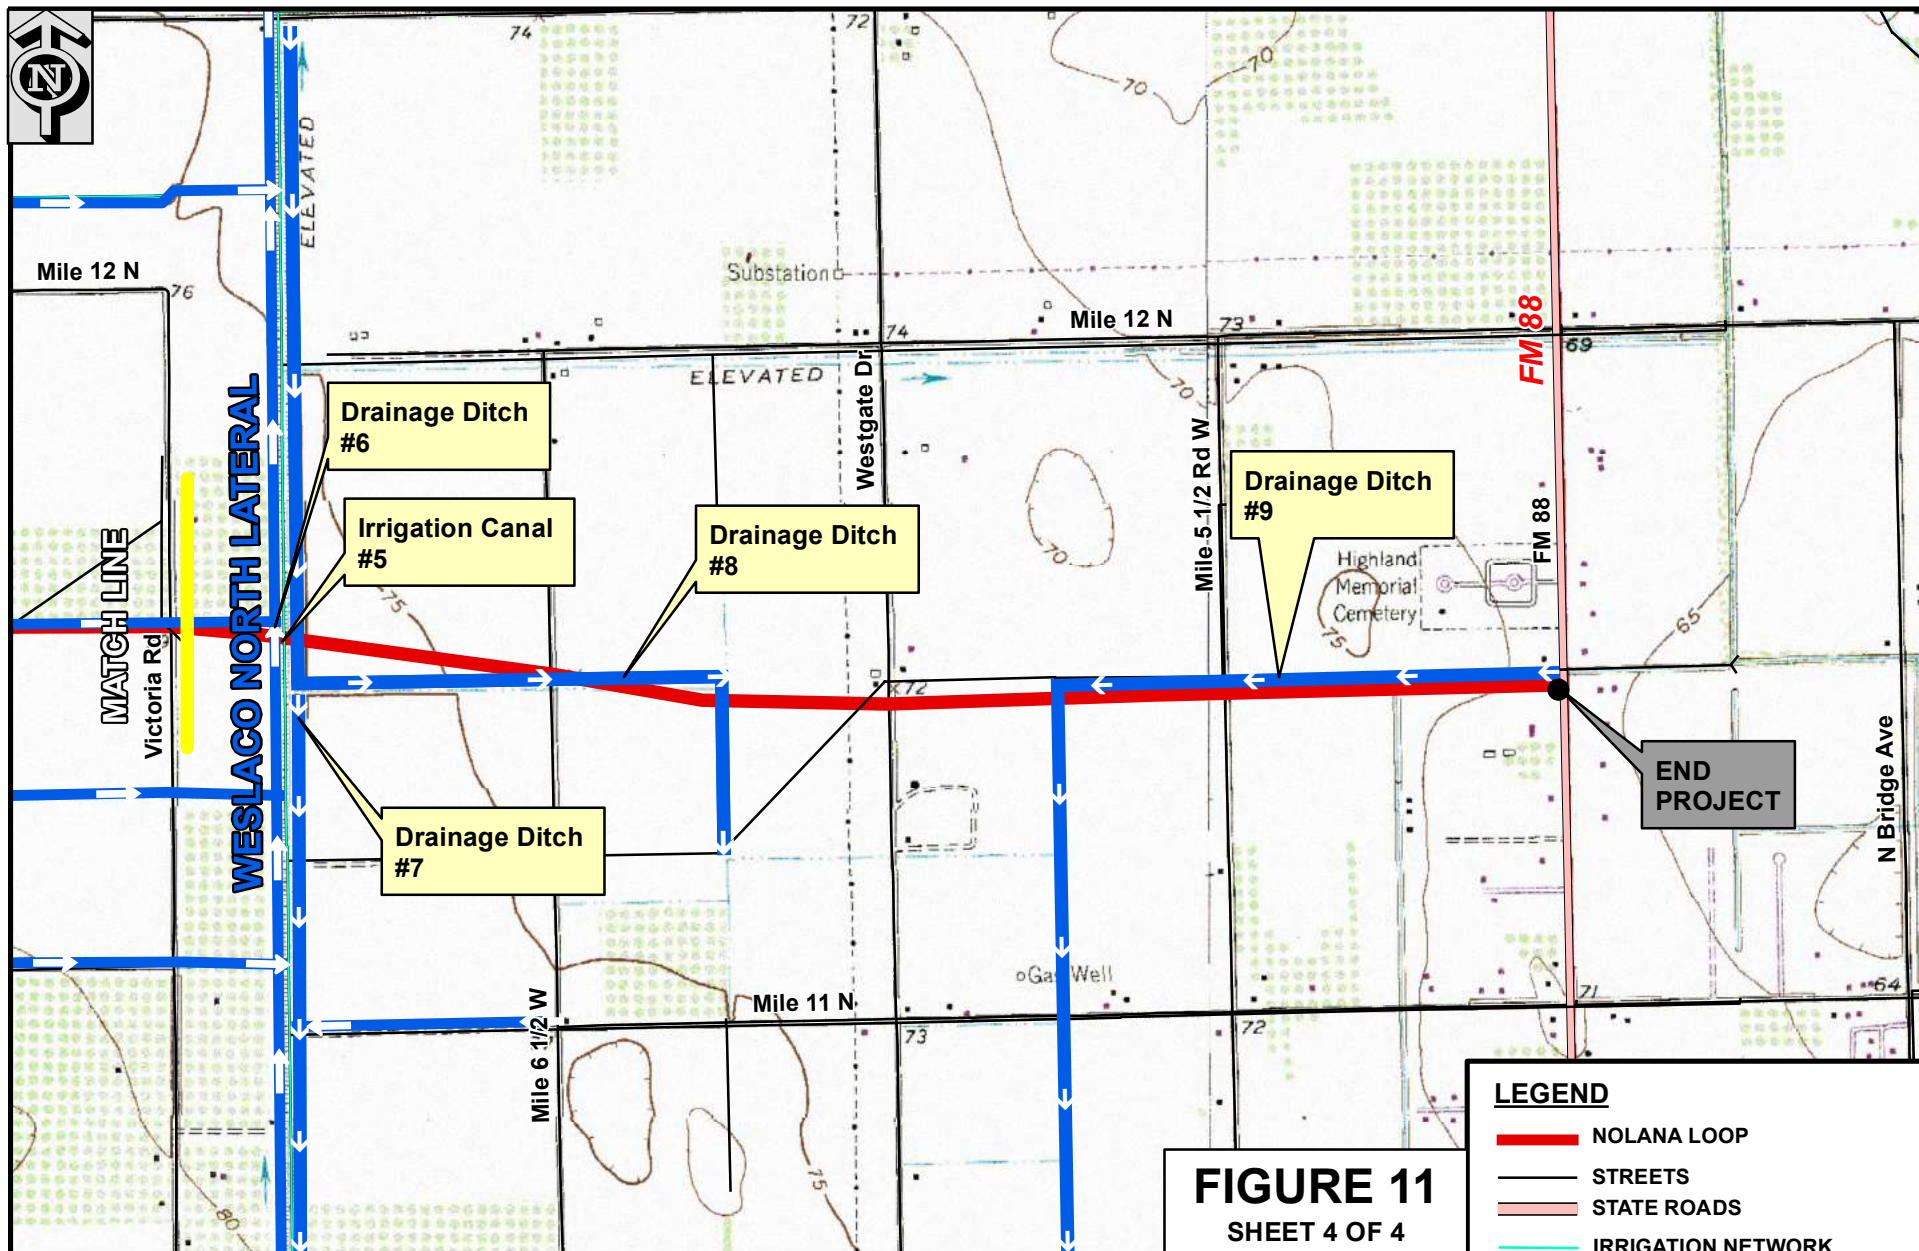 N
74
72
70
70
ELEVATED
Mile 12 N
76
Substation
74
Mile 12 N
73
69
FM 88
ELEVATED
Westgate Dr
70
Drainage Ditch
#6
Irrigation Canal
#5
Drainage Ditch
#8
Drainage Ditch
#9
Mile 5 1/2 Rd W
FM 88
Highland
Memorial
Cemetery
75
70
75
65
MATCH LINE
Victoria Rd
WESLACO NORTH LATERAL
72
END
PROJECT
N Bridge Ave
Drainage Ditch
#7
Gas Well
Mile 11 N
Mile 6 1/2 W
73
72
71
64
75
80
FIGURE 11
SHEET 4 OF 4
LEGEND
NOLANA LOOP
STREETS
STATE ROADS
IRRIGATION NETWORK